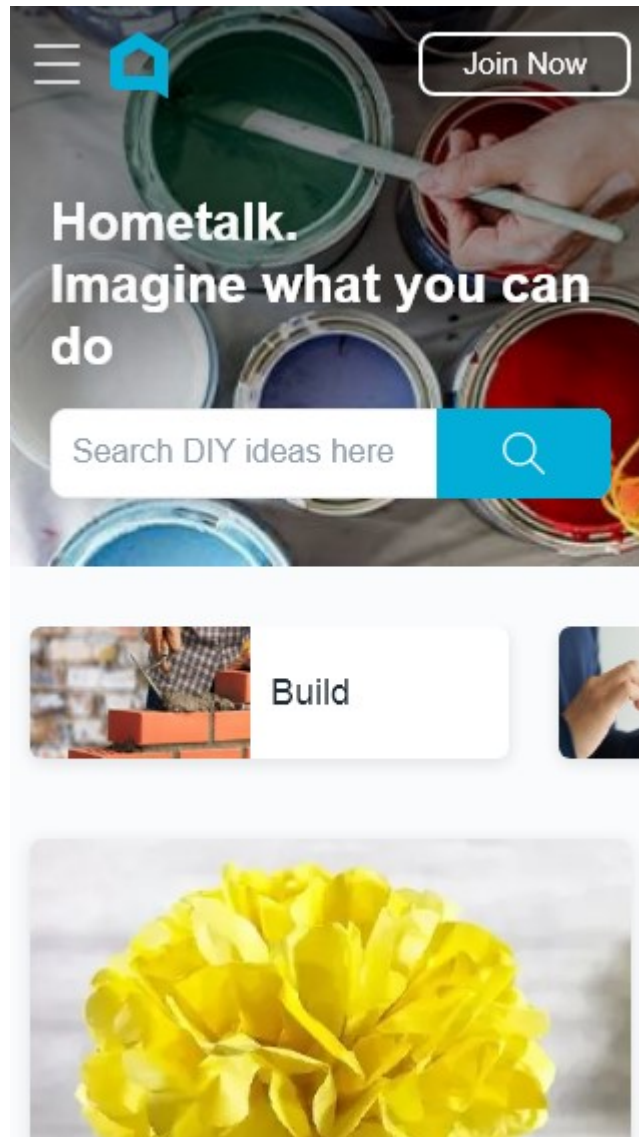 Join Now
Hometalk.
Imagine what you can
do
Search DIY ideas here
Build